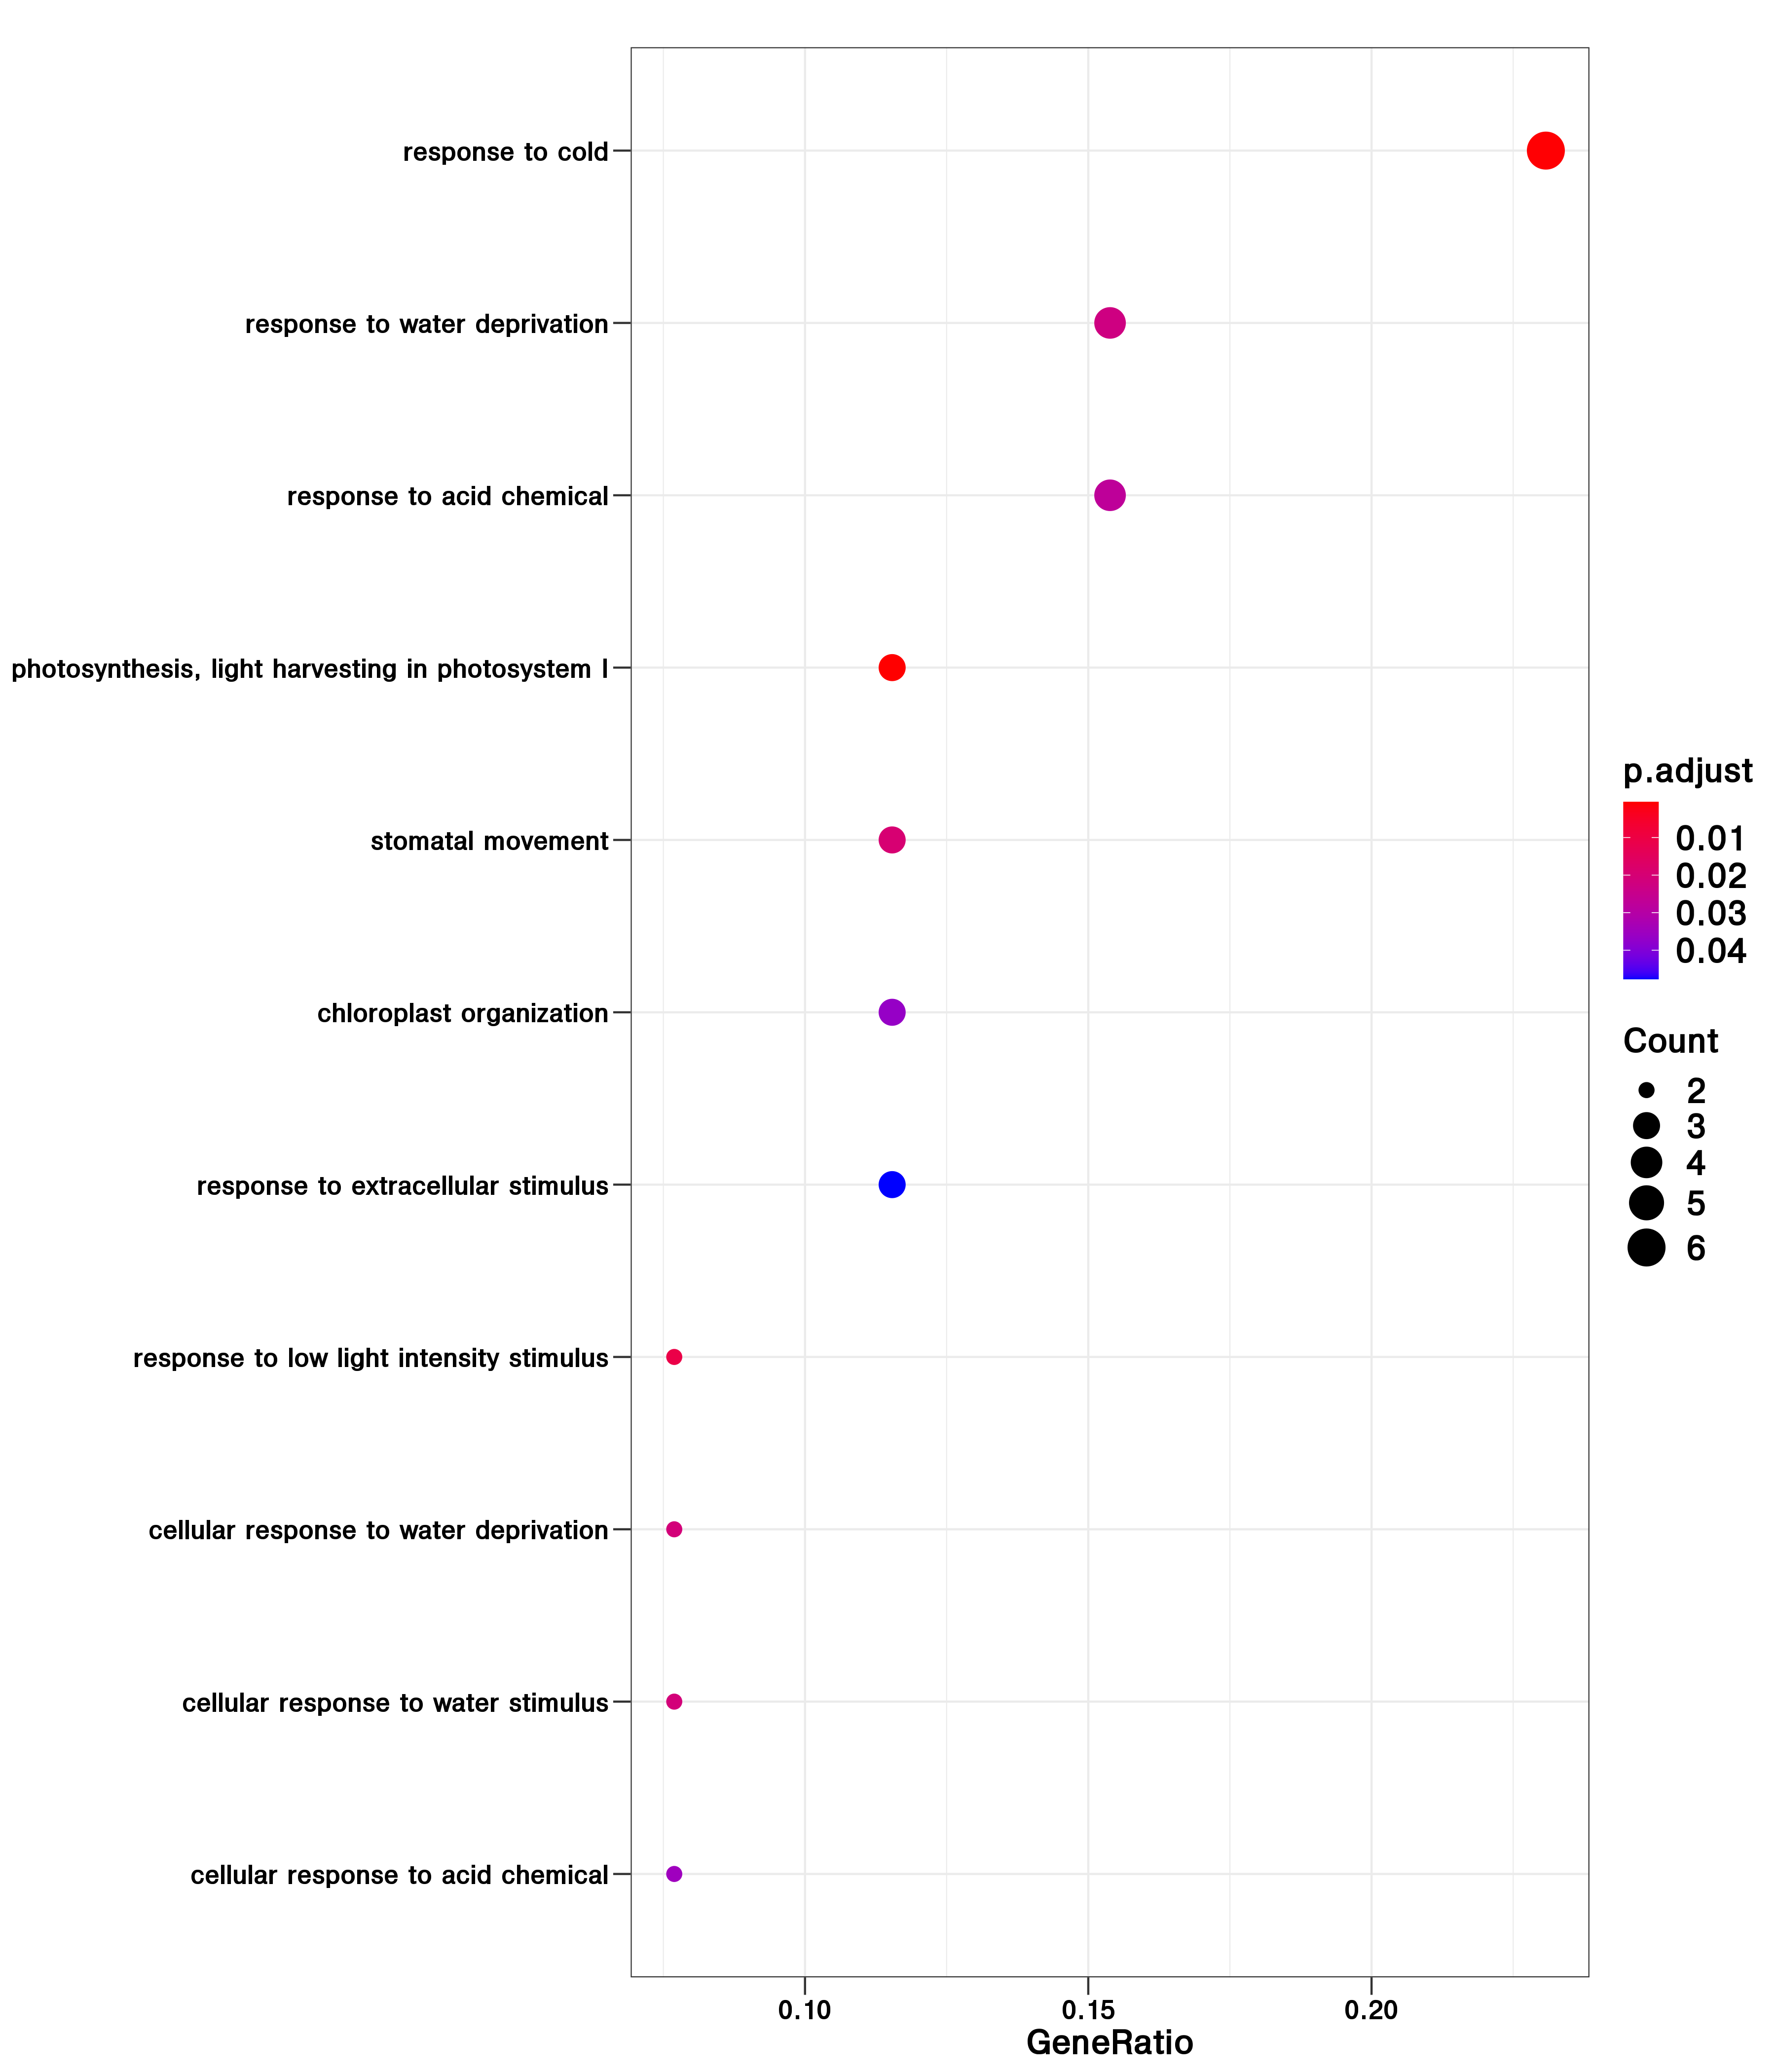 response to cold
response to water deprivation
response to acid chemical
photosynthesis, light harvesting in photosystem I
stomatal movement
chloroplast organization
response to extracellular stimulus
response to low light intensity stimulus
cellular response to water deprivation
cellular response to water stimulus
cellular response to acid chemical
0.10 0.15 0.20
GeneRatio
p.adjust
0.01
0.02
0.03
0.04
Count
2
3
4
5
6